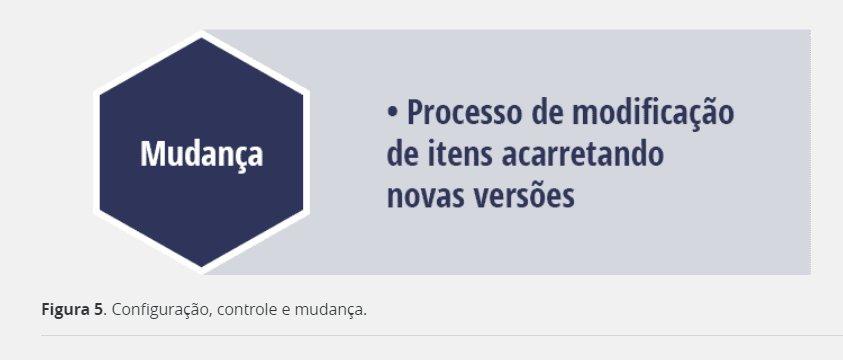 Mudança
• Processo de modificação
de itens acarretando
novas versões
Figura 5. Configuração, controle e mudança.